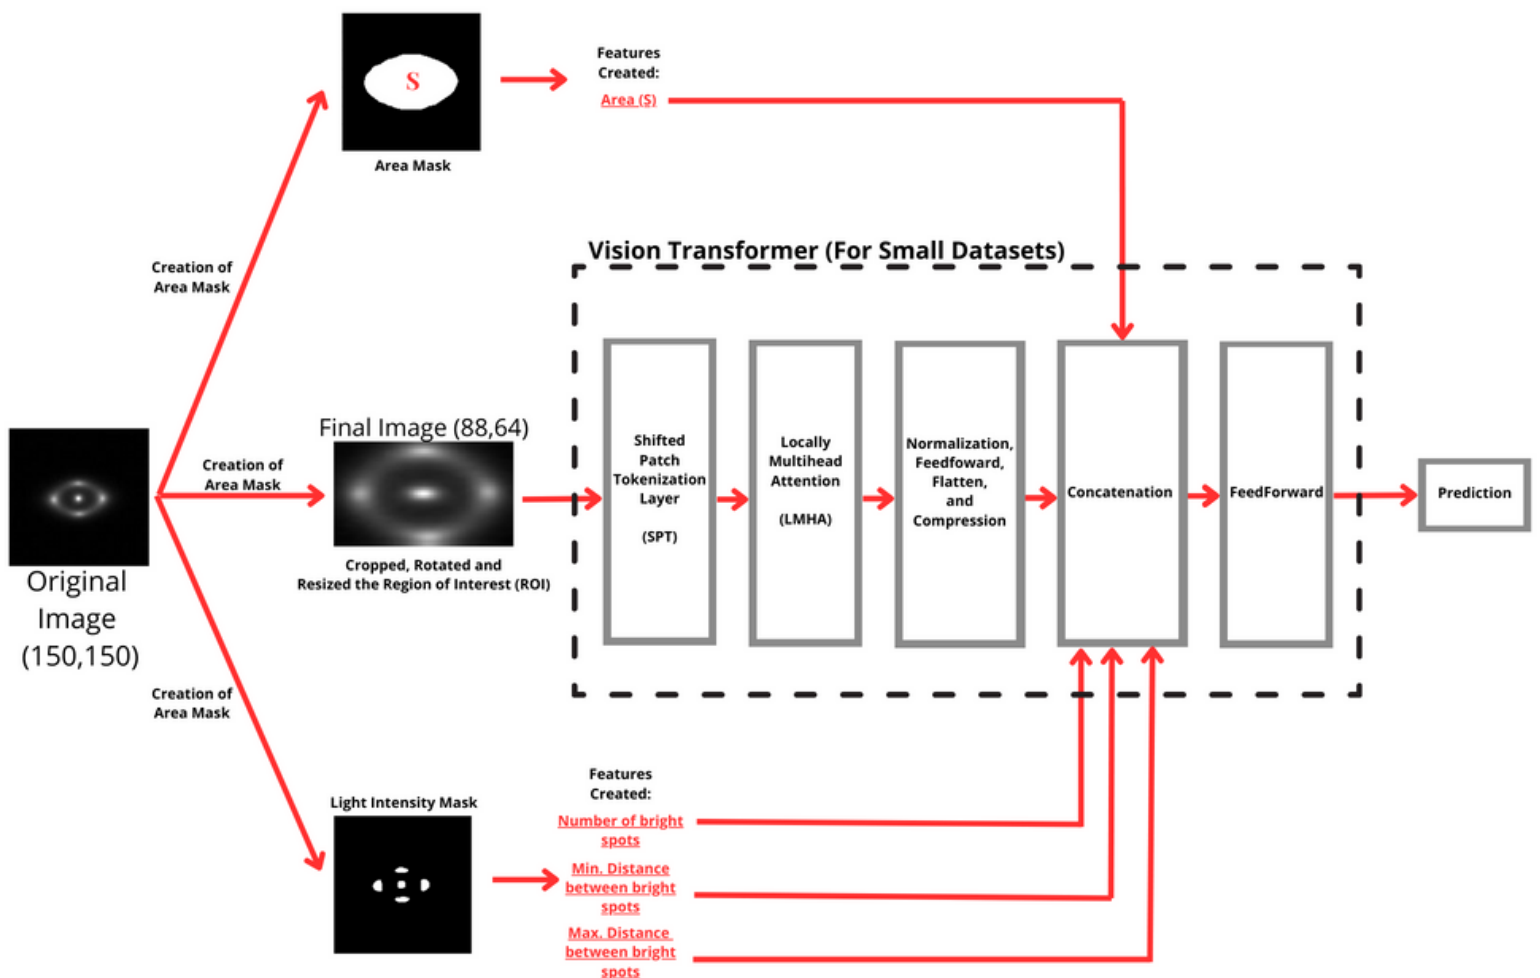 S
Area Mask
Features
Created:
Area (S)
Creation of
Area Mask
Vision Transformer (For Small Datasets)
Original
Image
(150,150)
Creation of
Area Mask
Final Image (88,64)
Cropped, Rotated and
Resized the Region of Interest (ROI)
Shifted
Patch
Tokenization
Layer
(SPT)
Locally
Multihead
Attention
(LMHA)
Normalization,
Feedfoward,
Flatten,
and
Compression
Concatenation
FeedForward
Prediction
Creation of
Area Mask
Light Intensity Mask
Features
Created:
Number of bright
spots
Min. Distance
between bright
spots
Max. Distance
between bright
spots